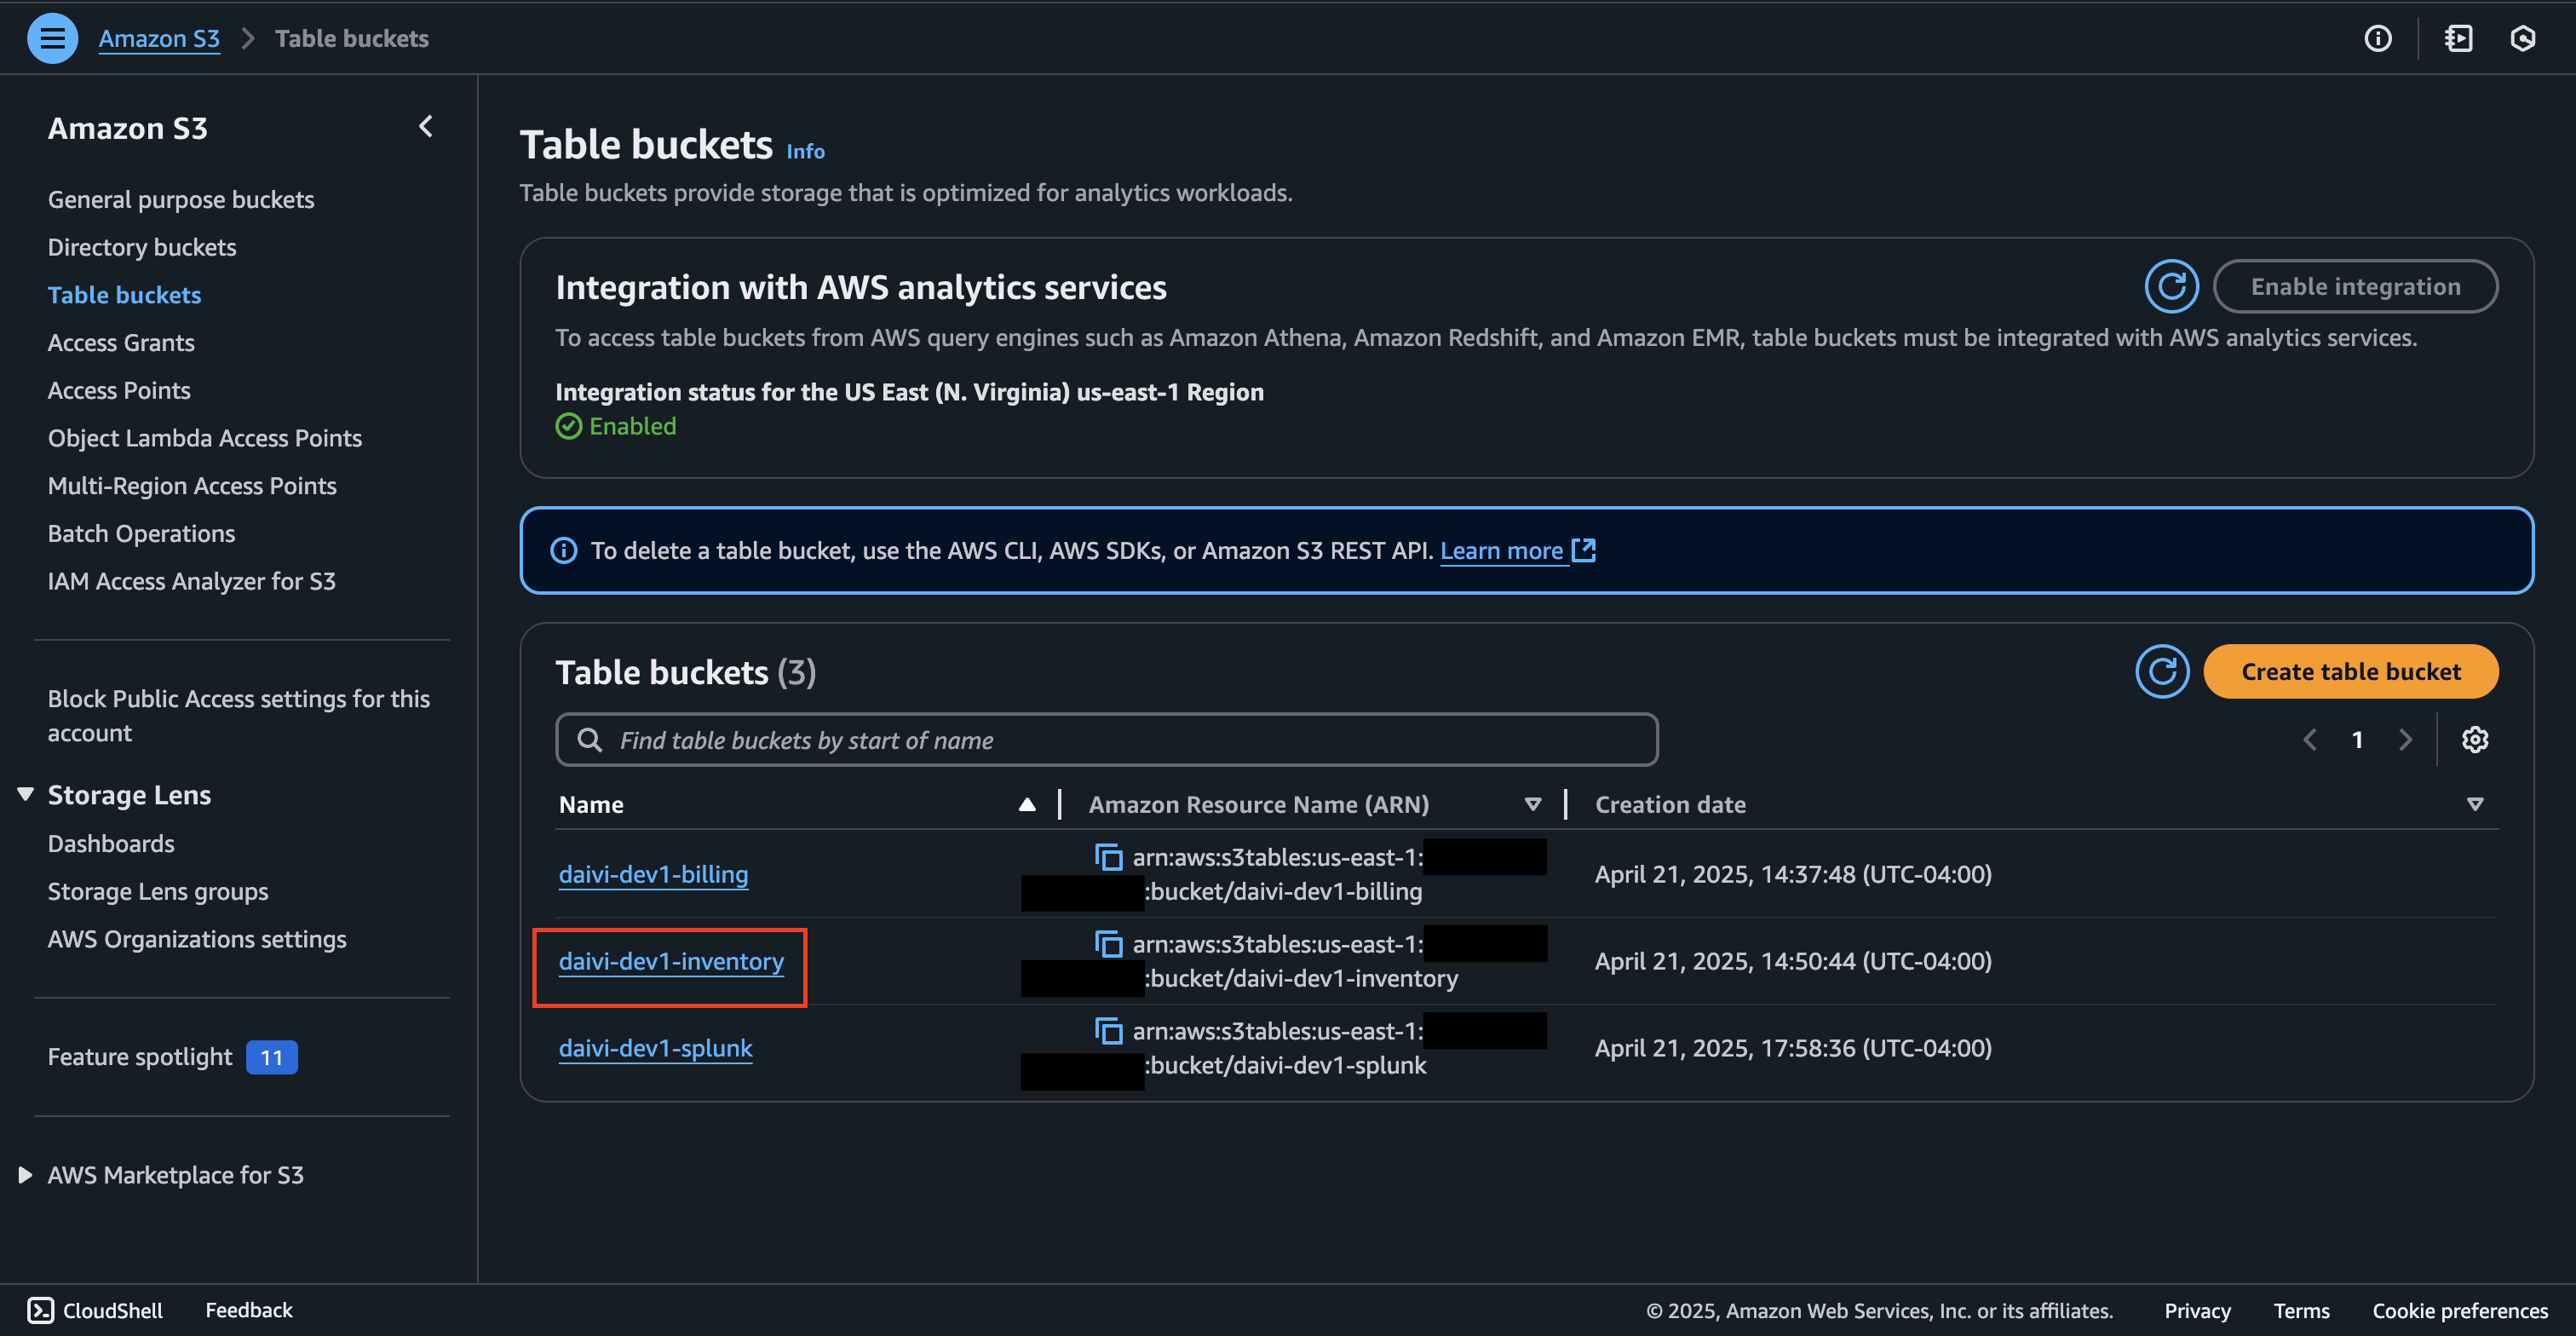 Amazon S3 > Table buckets
Amazon S3
General purpose buckets
Directory buckets
Table buckets
Access Grants
Access Points
Object Lambda Access Points
Multi-Region Access Points
Batch Operations
IAM Access Analyzer for S3
Block Public Access settings for this
account
Storage Lens
Dashboards
Storage Lens groups
AWS Organizations settings
Feature spotlight 11
AWS Marketplace for S3
Table buckets Info
Table buckets provide storage that is optimized for analytics workloads.
Integration with AWS analytics services
Enable integration
To access table buckets from AWS query engines such as Amazon Athena, Amazon Redshift, and Amazon EMR, table buckets must be integrated with AWS analytics services.
Integration status for the US East (N. Virginia) us-east-1 Region
Enabled
To delete a table bucket, use the AWS CLI, AWS SDKs, or Amazon S3 REST API. Learn more
Table buckets (3)
Create table bucket
Find table buckets by start of name
1
Name Amazon Resource Name (ARN) Creation date
daivi-dev1-billing
arn:aws:s3tables:us-east-1:
:bucket/daivi-dev1-billing
April 21, 2025, 14:37:48 (UTC-04:00)
daivi-dev1-inventory
arn:aws:s3tables:us-east-1:
:bucket/daivi-dev1-inventory
April 21, 2025, 14:50:44 (UTC-04:00)
daivi-dev1-splunk
arn:aws:s3tables:us-east-1:
:bucket/daivi-dev1-splunk
April 21, 2025, 17:58:36 (UTC-04:00)
CloudShell Feedback © 2025, Amazon Web Services, Inc. or its affiliates. Privacy Terms Cookie preferences